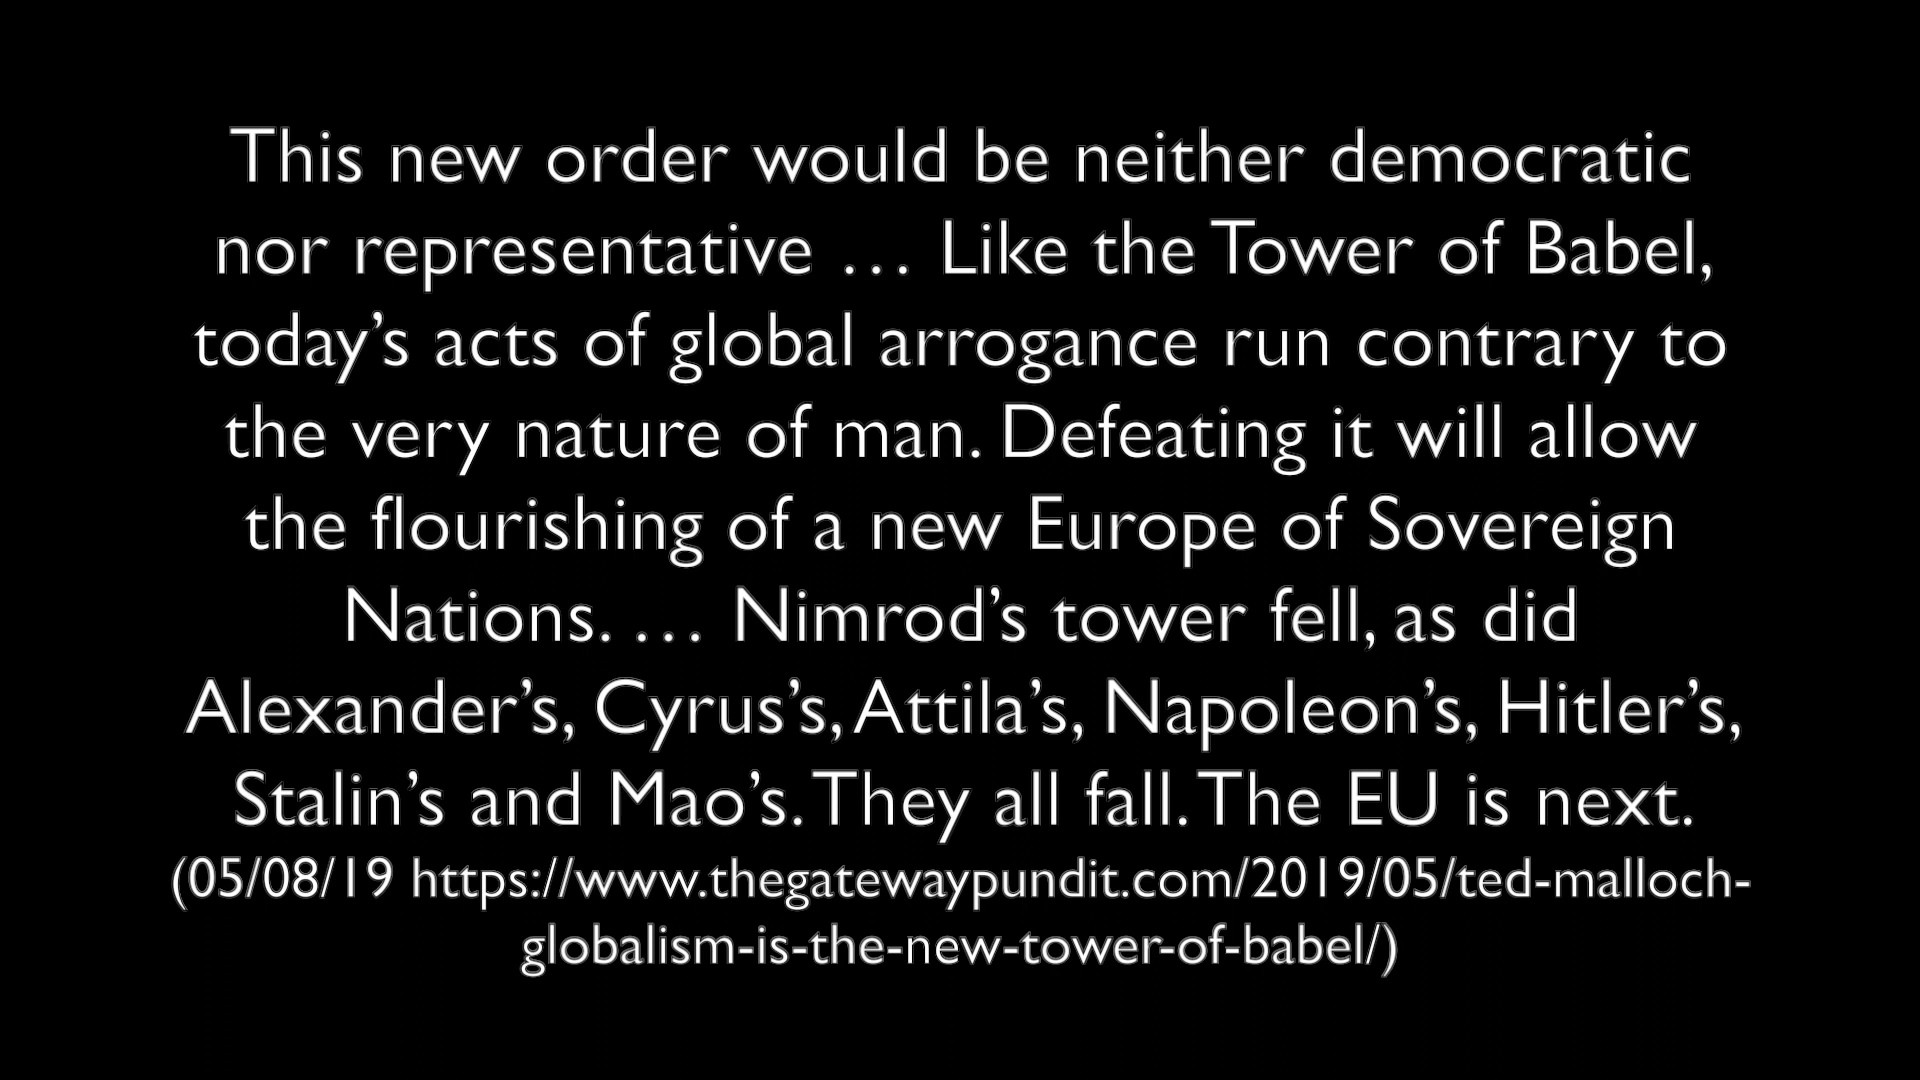 This new order would be neither democratic
nor representative … Like the Tower of Babel,
today’s acts of global arrogance run contrary to
the very nature of man. Defeating it will allow
the flourishing of a new Europe of Sovereign
Nations. … Nimrod’s tower fell, as did
Alexander’s, Cyrus’s, Attila’s, Napoleon’s, Hitler’s,
Stalin’s and Mao’s. They all fall. The EU is next.
(05/08/19 https://www.thegatewaypundit.com/2019/05/ted-malloch-
globalism-is-the-new-tower-of-babel/)